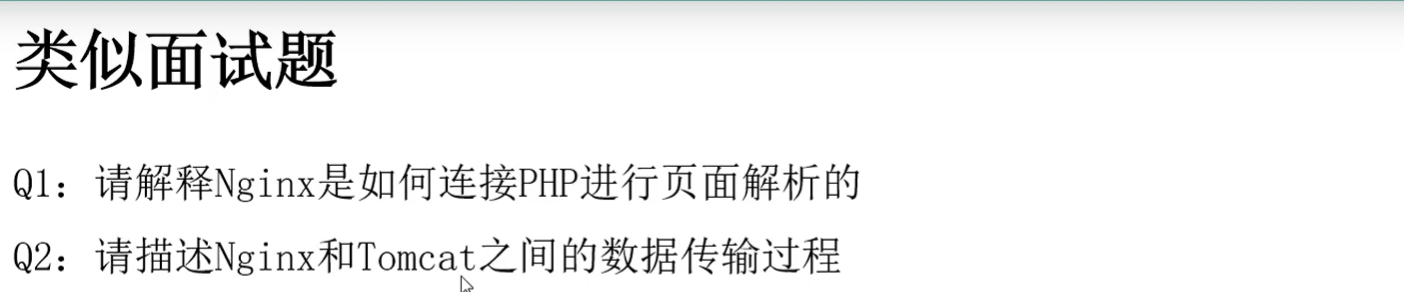 类似面试题
Q1：请解释Nginx是如何连接PHP进行页面解析的
Q2：请描述Nginx和Tomcat之间的数据传输过程